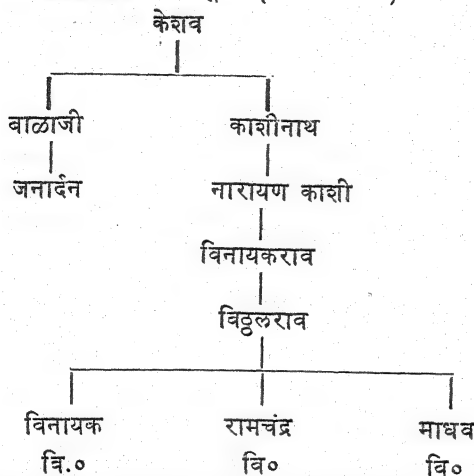 केशव
बाळाजी काशीनाथ
जनार्दन नारायण काशी
विनायकराव
विठ्ठलराव
विनायक रामचंद्र माधव
वि.० वि० वि०